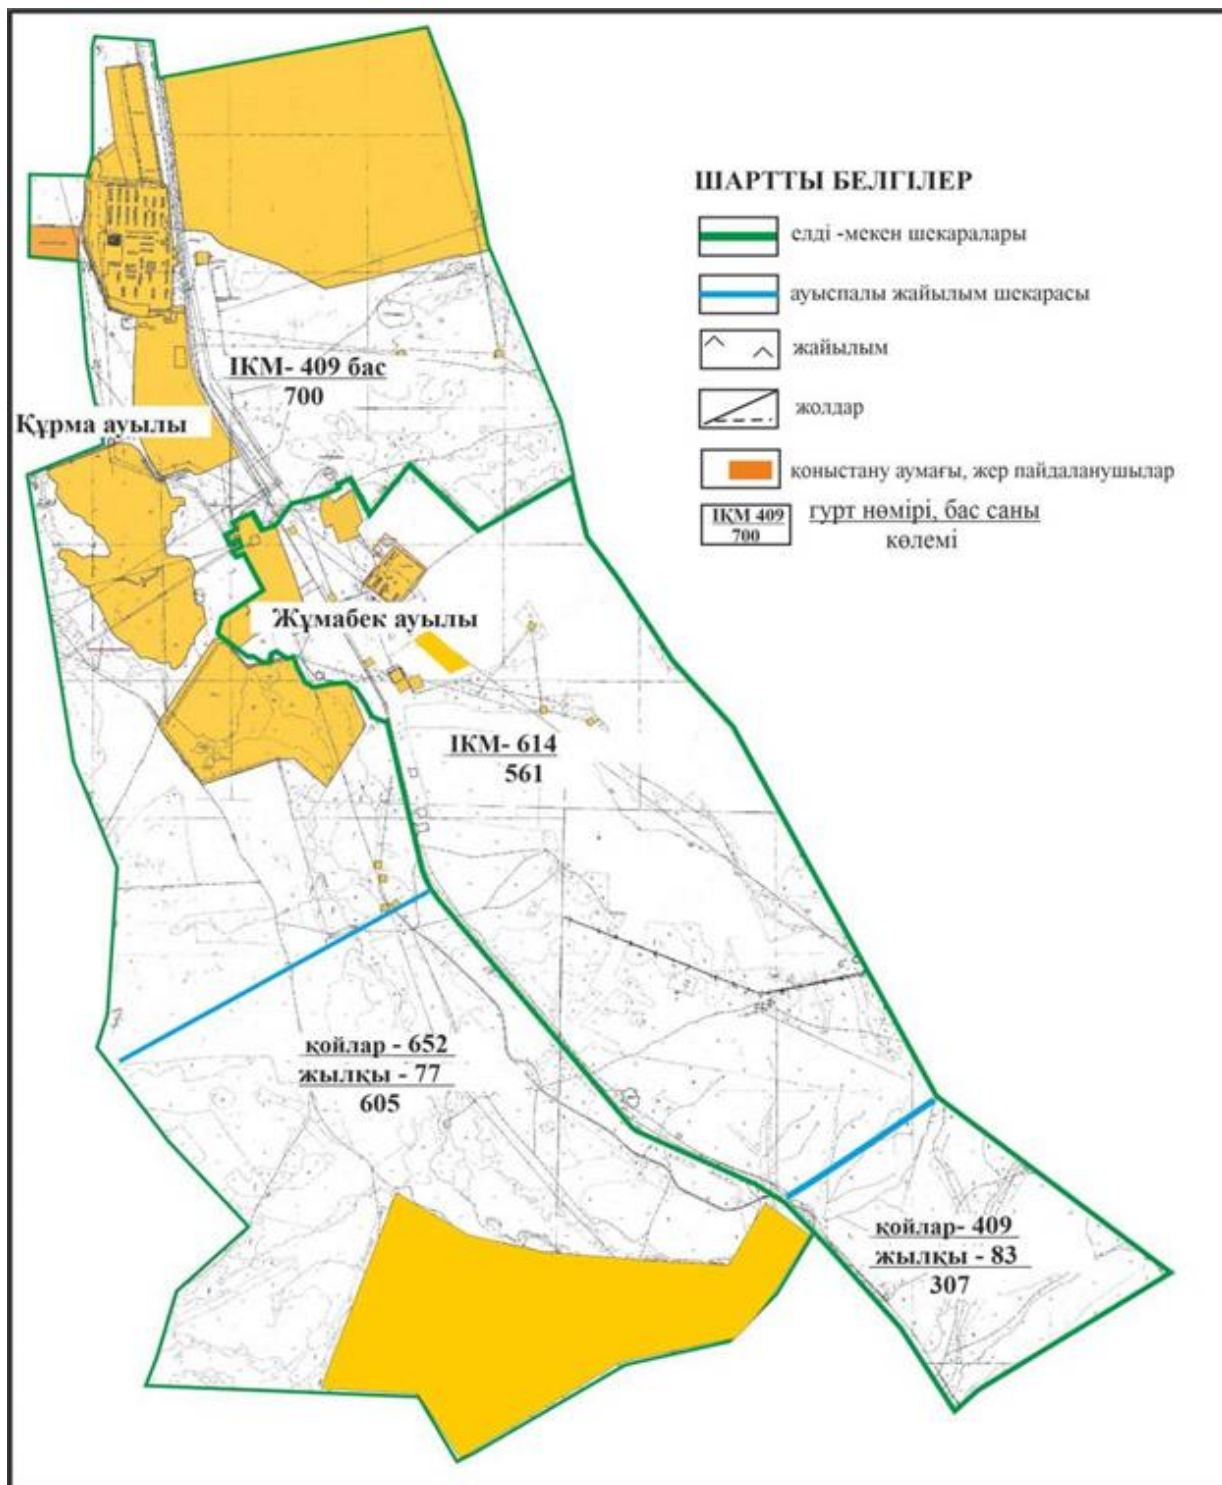 ШАРТТЫ БЕЛГІЛЕР
елді -мекен шекаралары
ауыспалы жайылым шекарасы
жайылым
жолдар
қоныстану аумағы, жер пайдаланушылар
ІҚМ 409
700
гурт нөмірі, бас саны
көлемі
ІКМ- 409 бас
700
Құрма ауылы
Жұмабек ауылы
ІКМ- 614
561
қойлар - 652
жылқы - 77
605
қойлар- 409
жылқы - 83
307